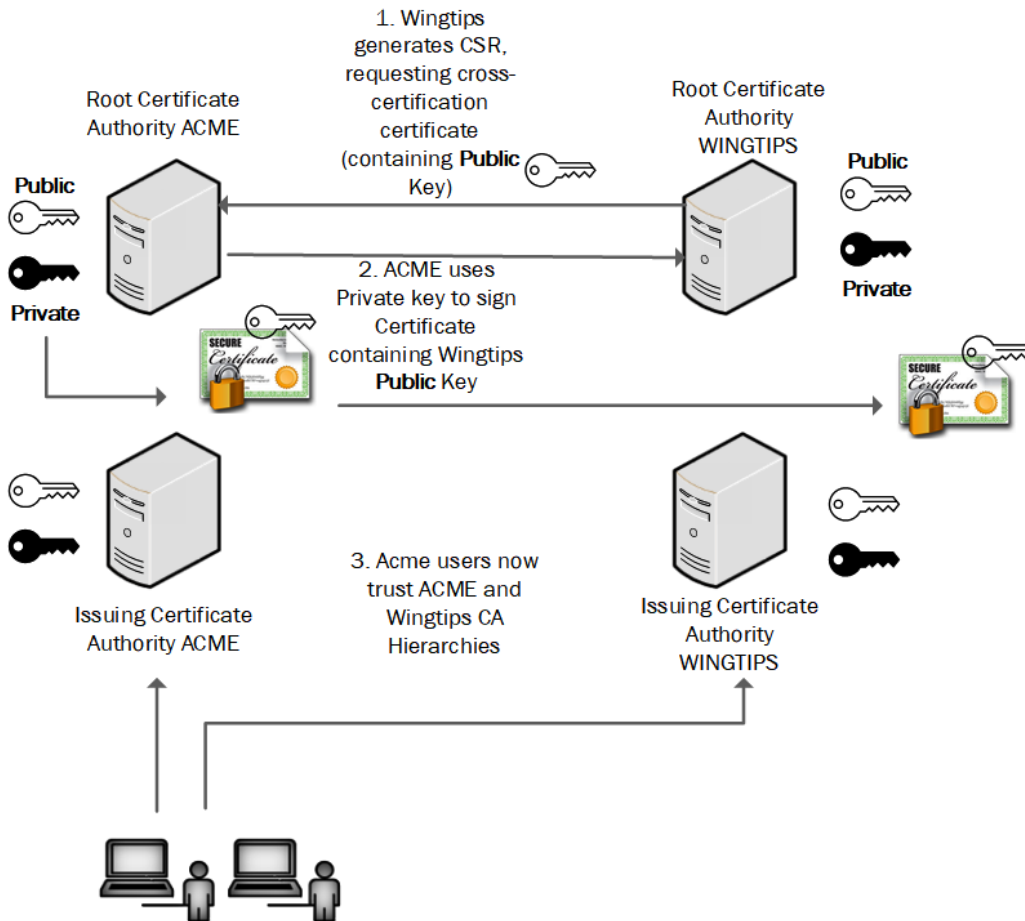 1. Wingtips
generates CSR,
requesting cross-
certification
certificate
(containing Public
Key)
Root Certificate
Authority ACME
Root Certificate
Authority
WINGTIPS
Public
Private
Public
Private
2. ACME uses
Private key to sign
Certificate
containing Wingtips
Public Key
SECURE
Certificate
SECURE
Certificate
3. Acme users now
trust ACME and
Wingtips CA
Hierarchies
Issuing Certificate
Authority ACME
Issuing Certificate
Authority
WINGTIPS